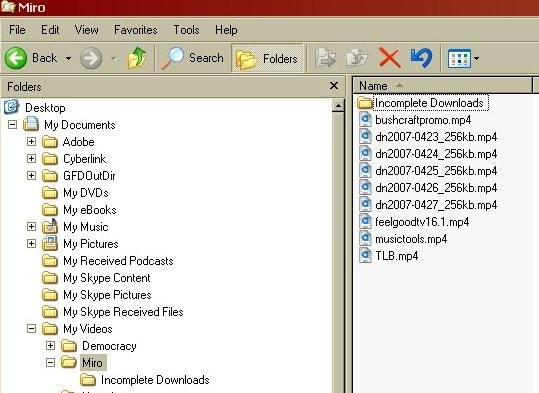 Miro
File Edit View Favorites Tools Help
Back Search Folders
Folders
Desktop
My Documents
Adobe
Cyberlink
GFDOutDir
My DVDs
My eBooks
My Music
My Pictures
My Received Podcasts
My Skype Content
My Skype Pictures
My Skype Received Files
My Videos
Democracy
Miro
Incomplete Downloads
Name
Incomplete Downloads
bushcraftpromo.mp4
dn2007-0423_256kb.mp4
dn2007-0424_256kb.mp4
dn2007-0425_256kb.mp4
dn2007-0426_256kb.mp4
dn2007-0427_256kb.mp4
feelgoodtv16.1.mp4
musictools.mp4
TLB.mp4